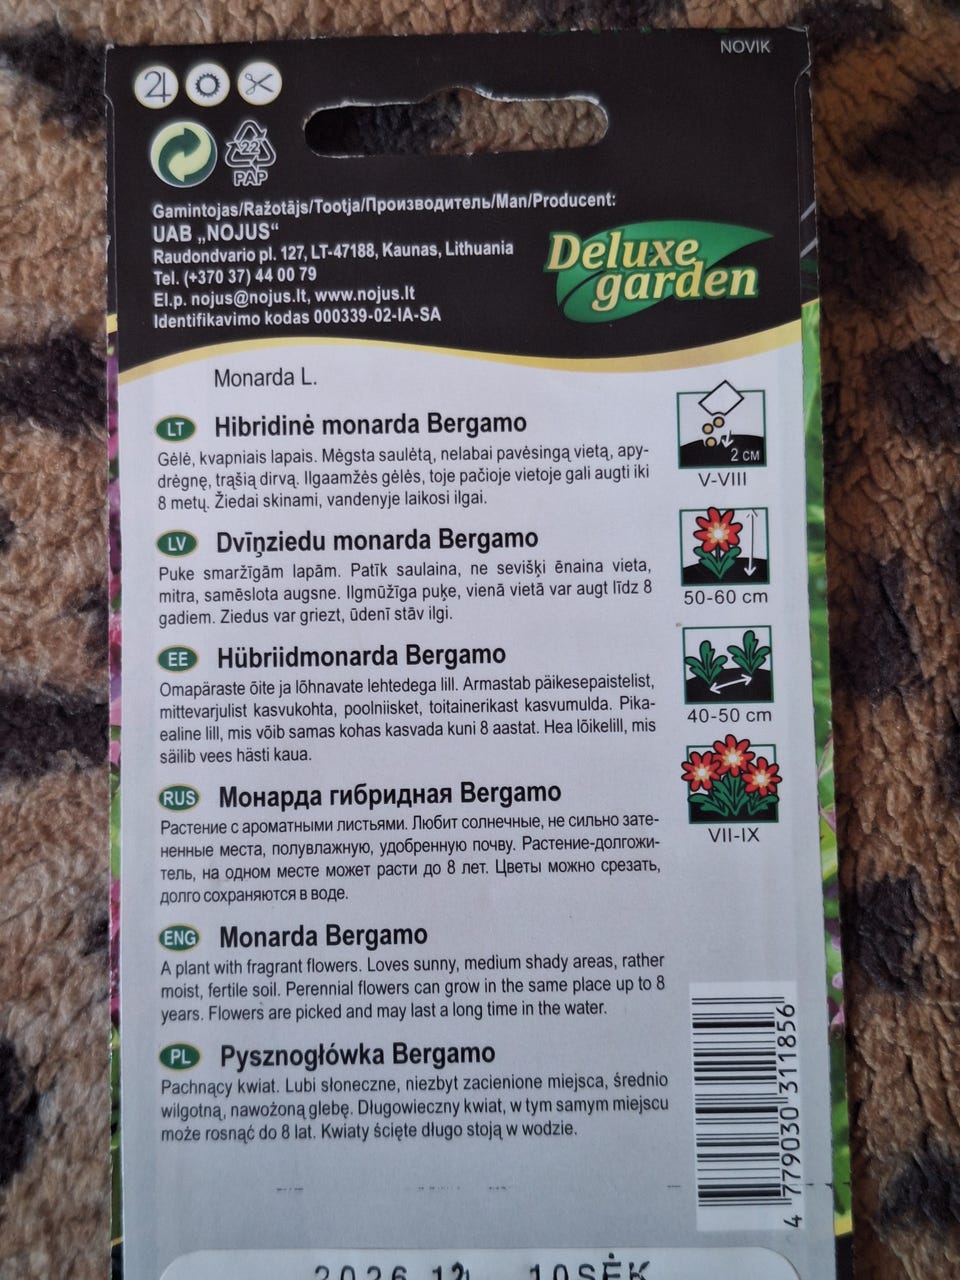 NOVIK
22
PAP
Gamintojas/Ražotājs/Tootja/Производитель/Man/Producent:
UAB „NOJUS“
Raudondvario pl. 127, LT-47188, Kaunas, Lithuania
Tel. (+370 37) 44 00 79
El.p. nojus@nojus.lt, www.nojus.lt
Identifikavimo kodas 000339-02-IA-SA
Deluxe
garden
Monarda L.
LT Hibridinė monarda Bergamo
Gėlė, kvapniais lapais. Mėgsta saulėtą, nelabai pavėsingą vietą, apy-
drėgnę, trąšią dirvą. Ilgaamžės gėlės, toje pačioje vietoje gali augti iki
8 metų. Žiedai skinami, vandenyje laikosi ilgai.
LV Dvīņziedu monarda Bergamo
Puke smaržīgām lapām. Patīk saulaina, ne sevišķi ēnaina vieta,
mitra, samēslota augsne. Ilgmūžīga puķe, vienā vietā var augt līdz 8
gadiem. Ziedus var griezt, ūdenī stāv ilgi.
EE Hübriidmonarda Bergamo
Omapäraste õite ja lõhnavate lehtedega lill. Armastab päikesepaistelist,
mittevarjulist kasvukohta, poolniisket, toitainerikast kasvumulda. Pika-
ealine lill, mis võib samas kohas kasvada kuni 8 aastat. Hea lõikelill, mis
säilib vees hästi kaua.
RUS Монарда гибридная Bergamo
Растение с ароматными листьями. Любит солнечные, не сильно зате-
ненные места, полувлажную, удобренную почву. Растение-долгожи-
тель, на одном месте может расти до 8 лет. Цветы можно срезать,
долго сохраняются в воде.
ENG Monarda Bergamo
A plant with fragrant flowers. Loves sunny, medium shady areas, rather
moist, fertile soil. Perennial flowers can grow in the same place up to 8
years. Flowers are picked and may last a long time in the water.
PL Pysznogłówka Bergamo
Pachnący kwiat. Lubi słoneczne, niezbyt zacienione miejsca, średnio
wilgotną, nawożoną glebę. Długowieczny kwiat, w tym samym miejscu
może rosnąć do 8 lat. Kwiaty ścięte długo stoją w wodzie.
2 см
V-VIII
50-60 cm
40-50 cm
VII-IX
4 779030 311856
2026 12 10SĖK